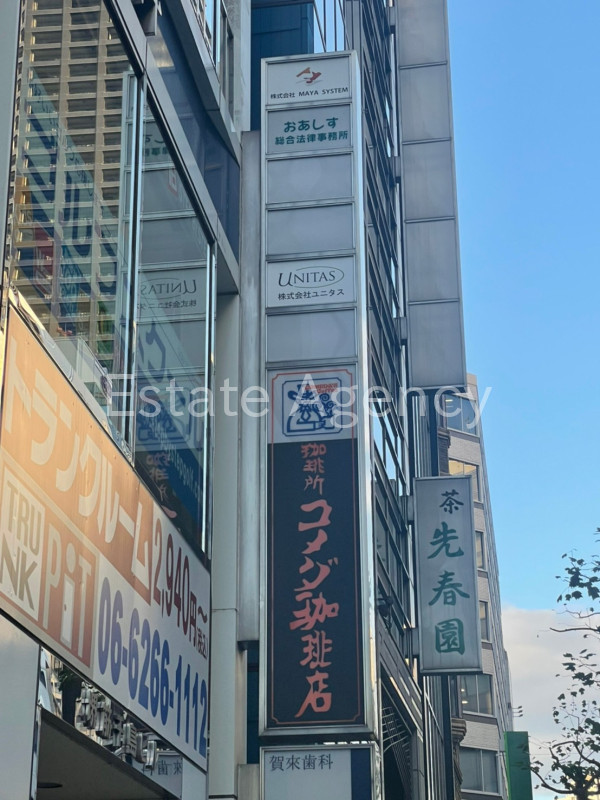 株式会社 MAYA SYSTEM
おあしす
総合法律事務所
UNITAS
株式会社ユニタス
珈琲所
コメダ珈琲店
賀來歯科
茶
先春園
トランクルーム
2,940円～
(税込)
TRU
NK
PiT
06-6266-1112
Estate Agency